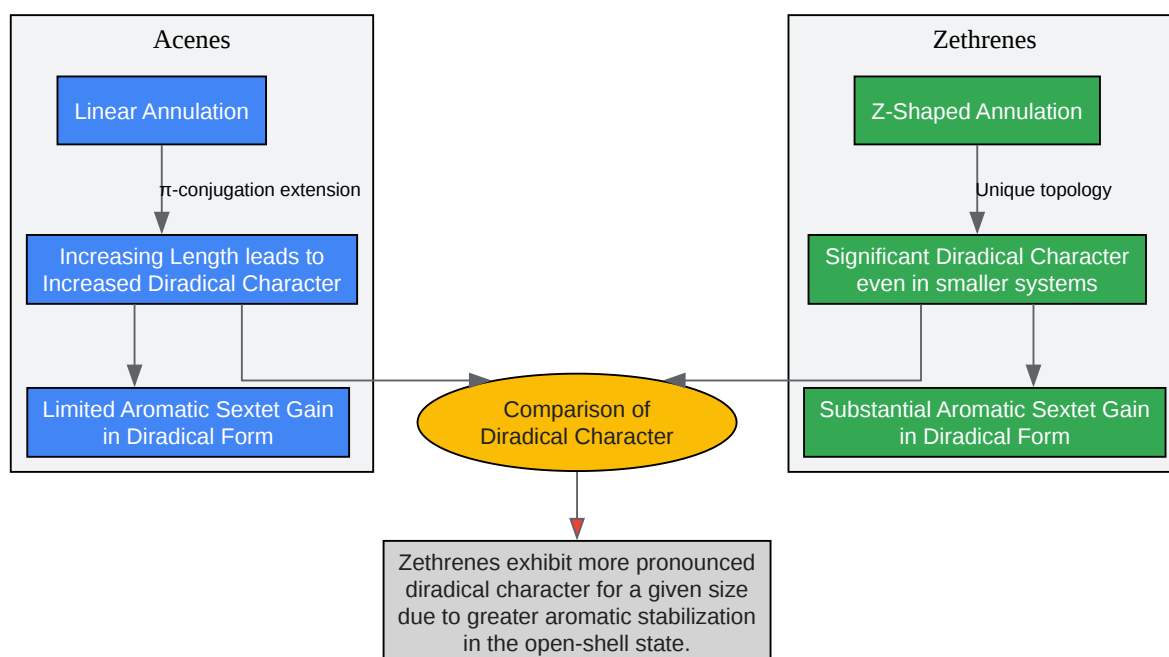 Acenes
Linear Annulation
π-conjugation extension
Increasing Length leads to
Increased Diradical Character
Limited Aromatic Sextet Gain
in Diradical Form
Zethrenes
Z-Shaped Annulation
Unique topology
Significant Diradical Character
even in smaller systems
Substantial Aromatic Sextet Gain
in Diradical Form
Comparison of
Diradical Character
Zethrenes exhibit more pronounced
diradical character for a given size
due to greater aromatic stabilization
in the open-shell state.